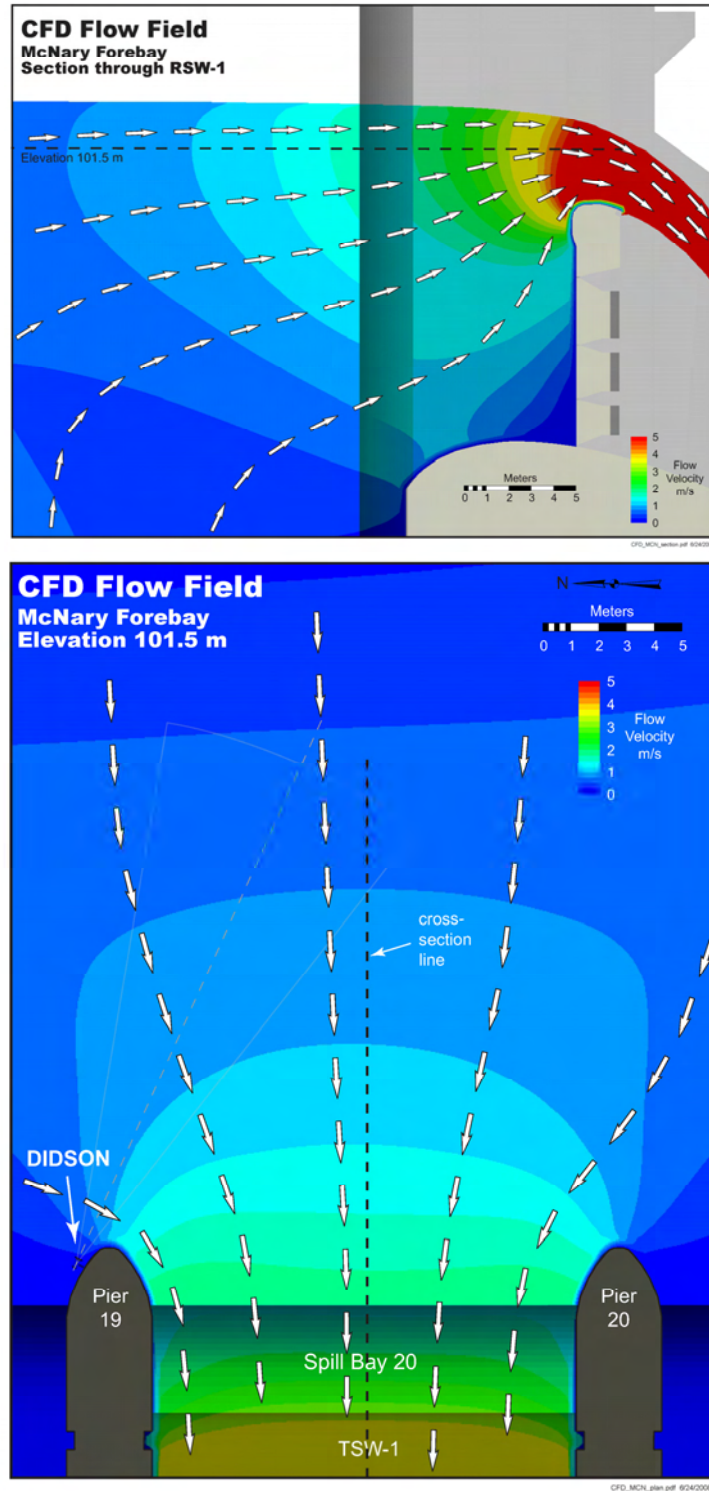 CFD Flow Field
McNary Forebay
Section through RSW-1
Elevation 101.5 m
Meters
0 1 2 3 4 5
5
4
3
2
1
0
Flow
Velocity
m/s
CFD Flow Field
McNary Forebay
Elevation 101.5 m
N
Meters
0 1 2 3 4 5
5
4
3
2
1
0
Flow
Velocity
m/s
cross-
section
line
DIDSON
Pier
19
Pier
20
Spill Bay 20
TSW-1